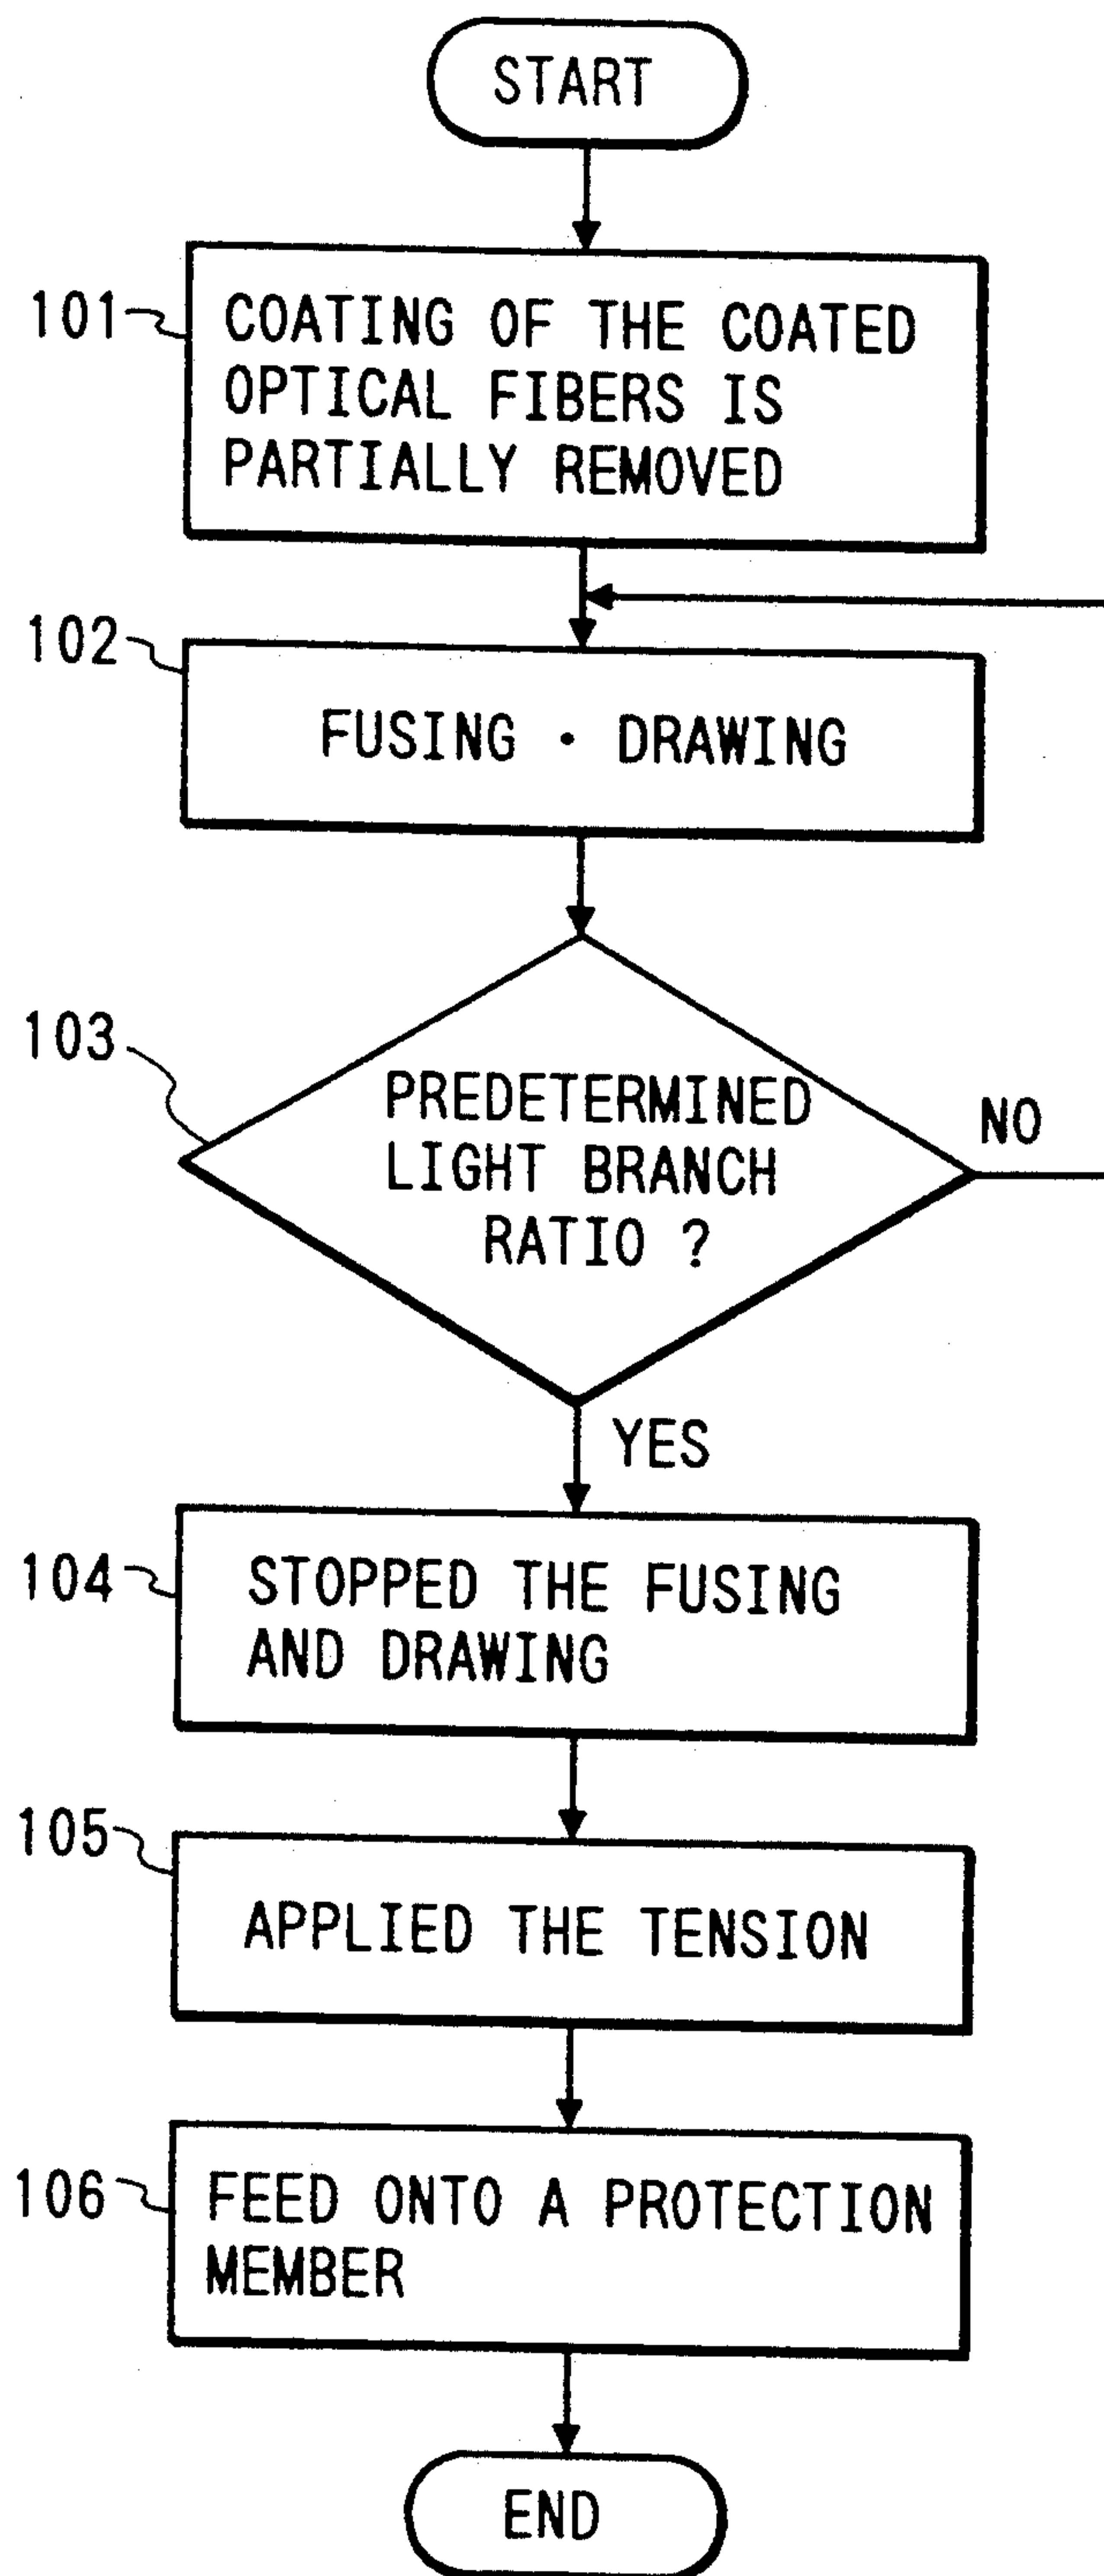 START
101
COATING OF THE COATED
OPTICAL FIBERS IS
PARTIALLY REMOVED
102
FUSING · DRAWING
103
PREDETERMINED
LIGHT BRANCH
RATIO ?
NO
YES
104
STOPPED THE FUSING
AND DRAWING
105
APPLIED THE TENSION
106
FEED ONTO A PROTECTION
MEMBER
END